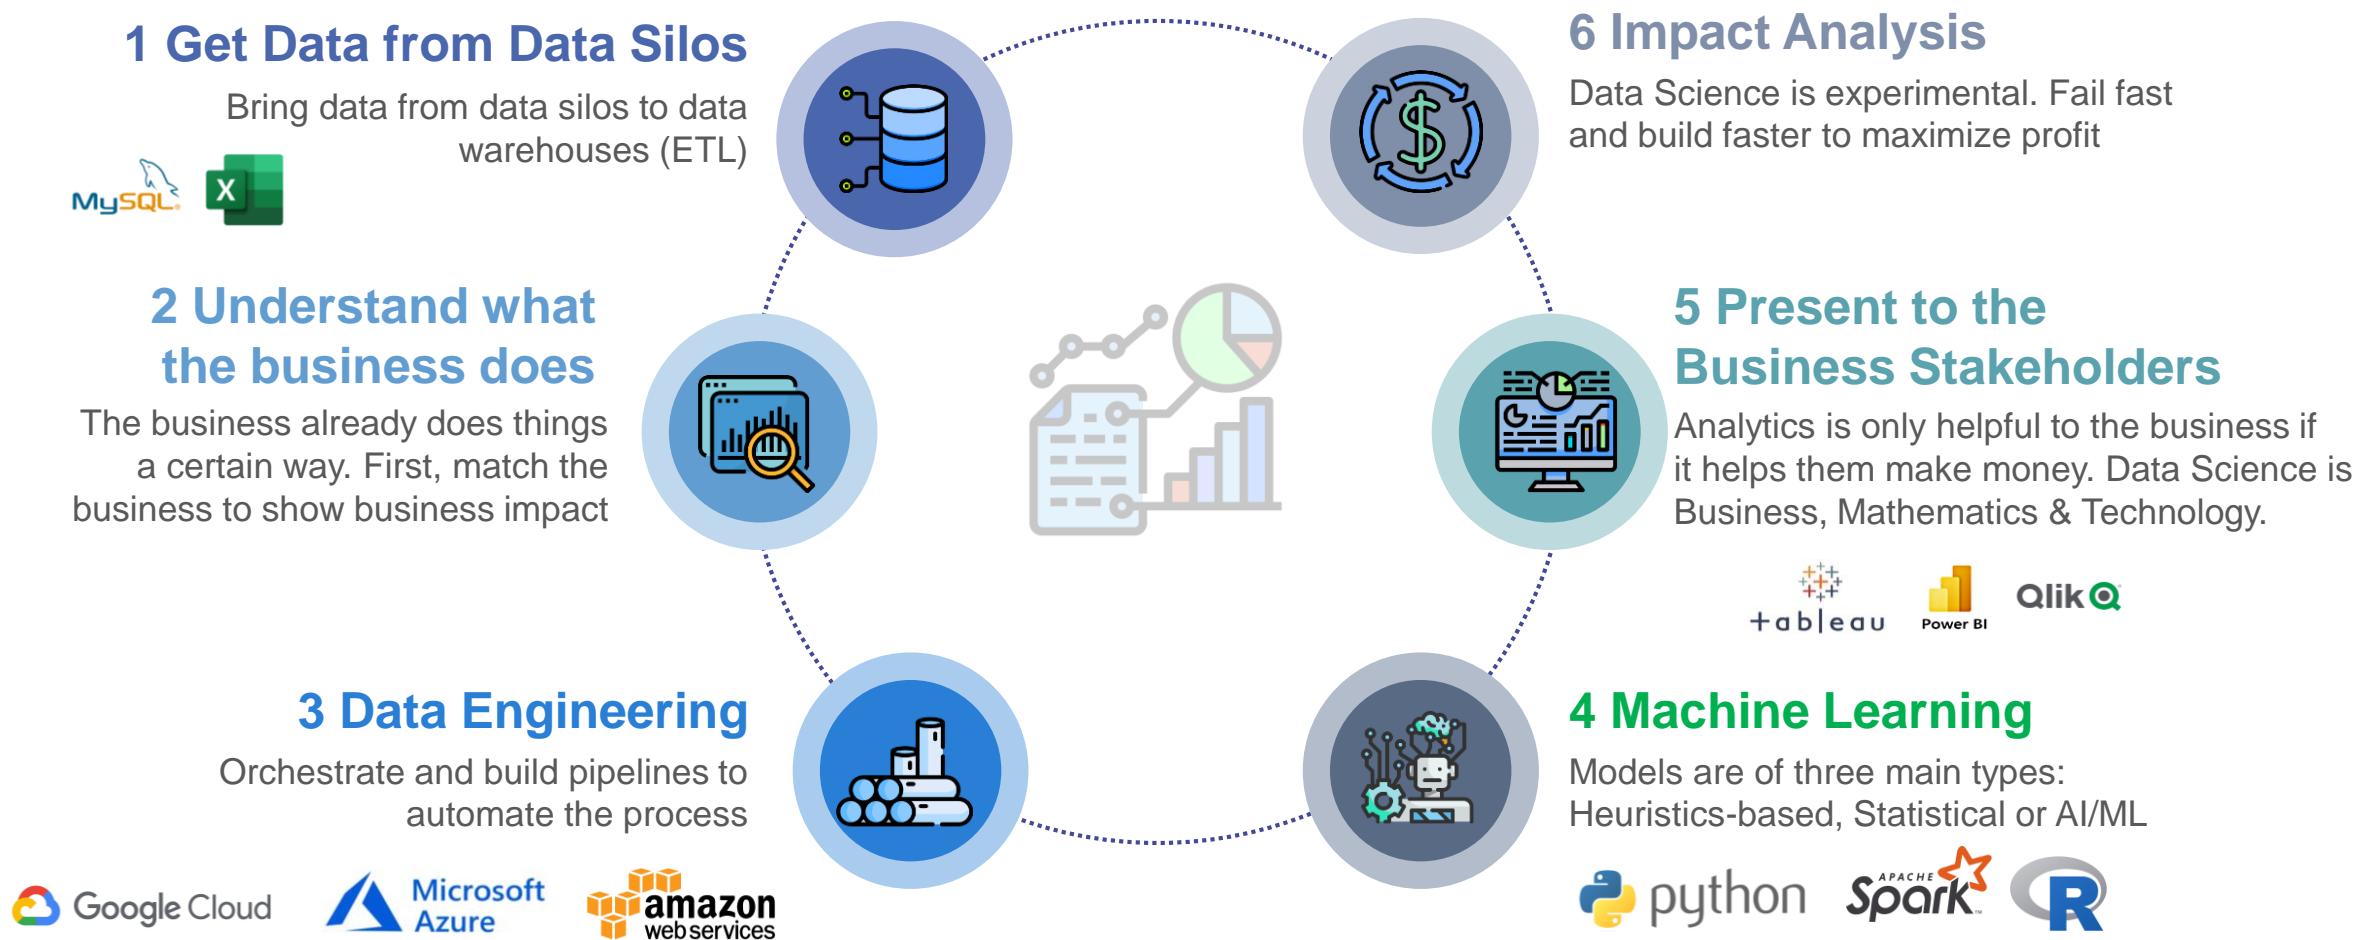 1 Get Data from Data Silos
Bring data from data silos to data
warehouses (ETL)
MySQL
X
2 Understand what
the business does
The business already does things
a certain way. First, match the
business to show business impact
3 Data Engineering
Orchestrate and build pipelines to
automate the process
Google Cloud
Microsoft
Azure
amazon
webservices
6 Impact Analysis
Data Science is experimental. Fail fast
and build faster to maximize profit
$
5 Present to the
Business Stakeholders
Analytics is only helpful to the business if
it helps them make money. Data Science is
Business, Mathematics & Technology.
+ableau
Power BI
Qlik
4 Machine Learning
Models are of three main types:
Heuristics-based, Statistical or AI/ML
python
APACHE
Spark
R